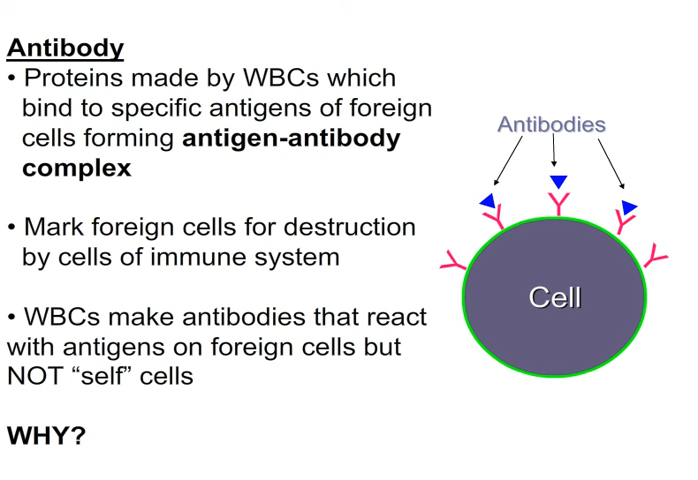 Antibody
• Proteins made by WBCs which
bind to specific antigens of foreign
cells forming antigen-antibody
complex
• Mark foreign cells for destruction
by cells of immune system
• WBCs make antibodies that react
with antigens on foreign cells but
NOT “self” cells
WHY?
Antibodies
Cell